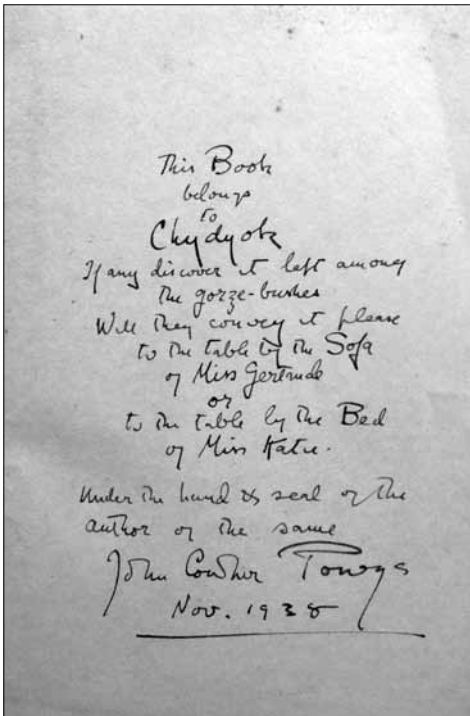 This Book
belongs
to
Chydyok
If any discover it left among
the gorze-bushes
Will they convey it please
to the table by the Sofa
of Miss Gertrude
or
to the table by the Bed
of Miss Katie.
Under the hand & seal of the
author of the same
John Cowper Powys
Nov. 1938